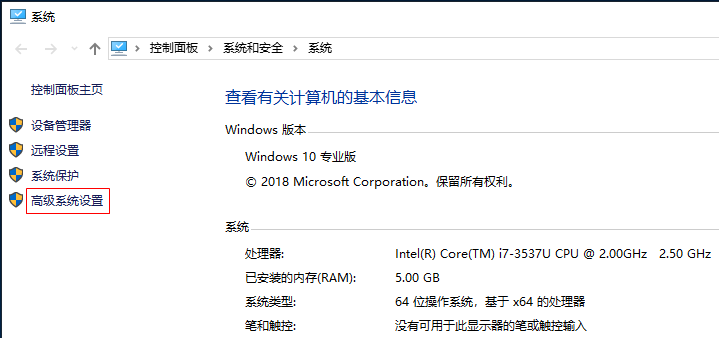 系统
控制面板 系统和安全 系统
控制面板主页
设备管理器
远程设置
系统保护
高级系统设置
查看有关计算机的基本信息
Windows 版本
Windows 10 专业版
© 2018 Microsoft Corporation。保留所有权利。
系统
处理器: Intel(R) Core(TM) i7-3537U CPU @ 2.00GHz 2.50 GHz
已安装的内存(RAM): 5.00 GB
系统类型: 64 位操作系统，基于 x64 的处理器
笔和触控: 没有可用于此显示器的笔或触控输入